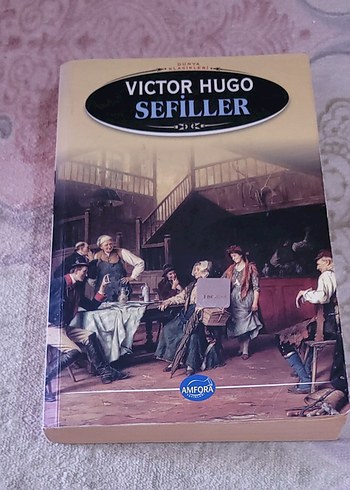 DÜNYA
KLASİKLERİ
VICTOR HUGO
SEFİLLER
AMFORA